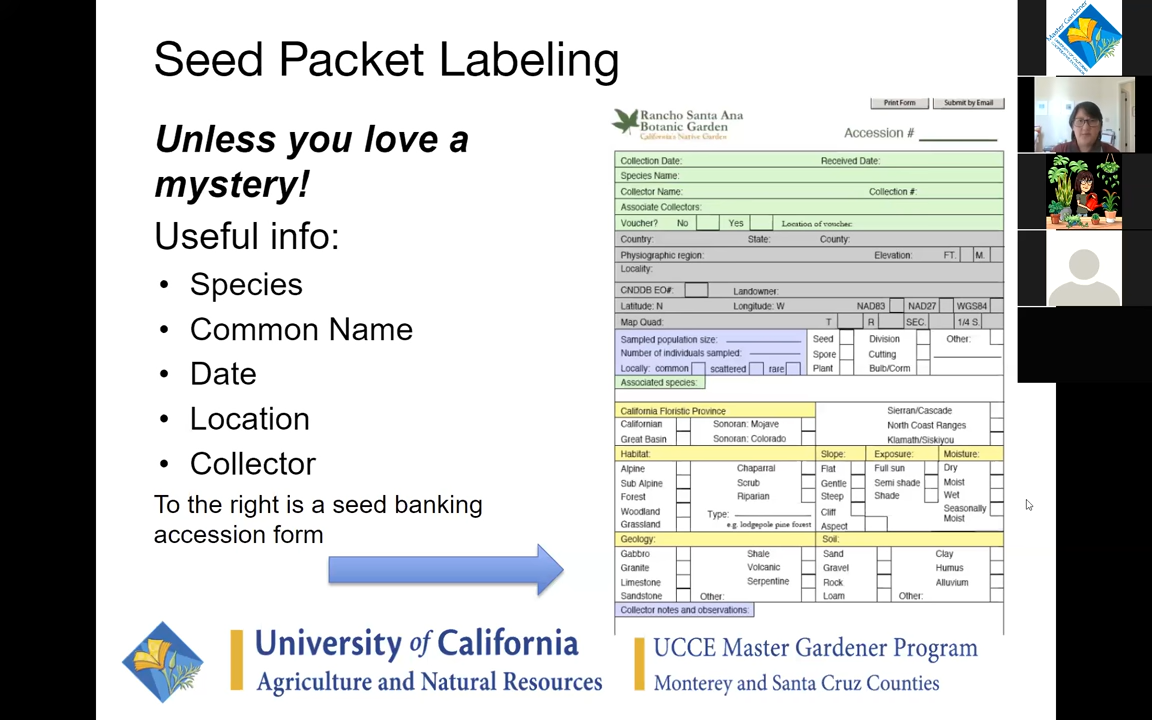 Seed Packet Labeling
Unless you love a
mystery!
Useful info:
• Species
• Common Name
• Date
• Location
• Collector
To the right is a seed banking
accession form
Print Form Submit by Email
Rancho Santa Ana
Botanic Garden
California's Native Garden
Accession #
Collection Date: Received Date:
Species Name:
Collector Name: Collection #:
Associate Collectors:
Voucher? No Yes Location of voucher:
Country: State: County:
Physiographic region: Elevation: FT. M.
Locality:
CNDDB EO#: Landowner:
Latitude: N Longitude: W NAD83 NAD27 WGS84
Map Quad: T R SEC. 1/4 S.
Sampled population size: Seed Division Other:
Number of individuals sampled: Spore Cutting
Locally: common scattered rare Plant Bulb/Corm
Associated species:
California Floristic Province Sierran/Cascade
Californian Sonoran: Mojave North Coast Ranges
Great Basin Sonoran: Colorado Klamath/Siskiyou
Habitat: Slope: Exposure: Moisture:
Alpine Chaparral Flat Full sun Dry
Sub Alpine Scrub Gentle Semi shade Moist
Forest Riparian Steep Shade Wet
Woodland Type: Cliff Seasonally Moist
Grassland e.g. lodgepole pine forest Aspect
Geology: Soil:
Gabbro Shale Sand Clay
Granite Volcanic Gravel Humus
Limestone Serpentine Rock Alluvium
Sandstone Other: Loam Other:
Collector notes and observations:
University of California
Agriculture and Natural Resources
UCCE Master Gardener Program
Monterey and Santa Cruz Counties
Master Gardener